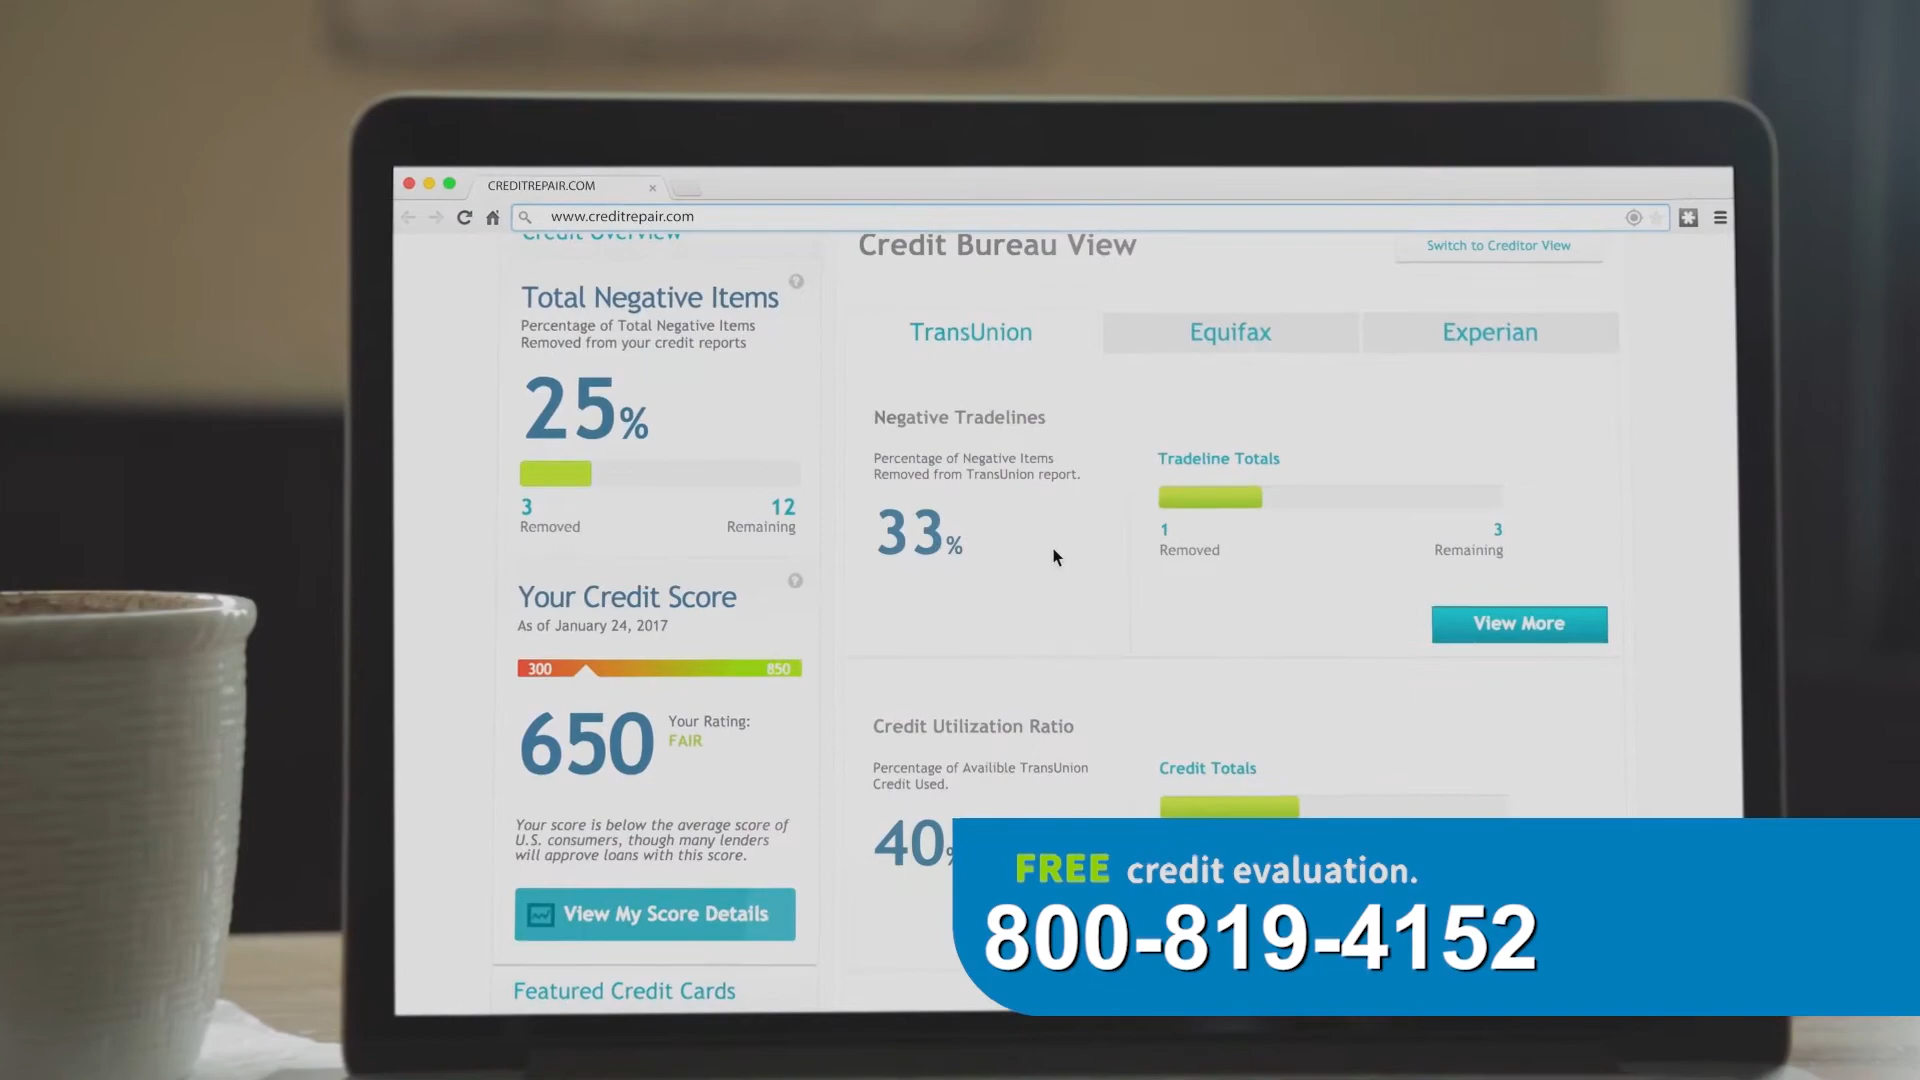 CREDITREPAIR.COM
www.creditrepair.com
Credit Overview
Total Negative Items
Percentage of Total Negative Items
Removed from your credit reports
25%
3
12
Removed
Remaining
Your Credit Score
As of January 24, 2017
300
850
650
Your Rating:
FAIR
Your score is below the average score of
U.S. consumers, though many lenders
will approve loans with this score.
View My Score Details
Featured Credit Cards
Credit Bureau View
Switch to Creditor View
TransUnion
Equifax
Experian
Negative Tradelines
Percentage of Negative Items
Removed from TransUnion report.
33%
Tradeline Totals
1
3
Removed
Remaining
View More
Credit Utilization Ratio
Percentage of Availible TransUnion
Credit Used.
40%
Credit Totals
FREE credit evaluation.
800-819-4152